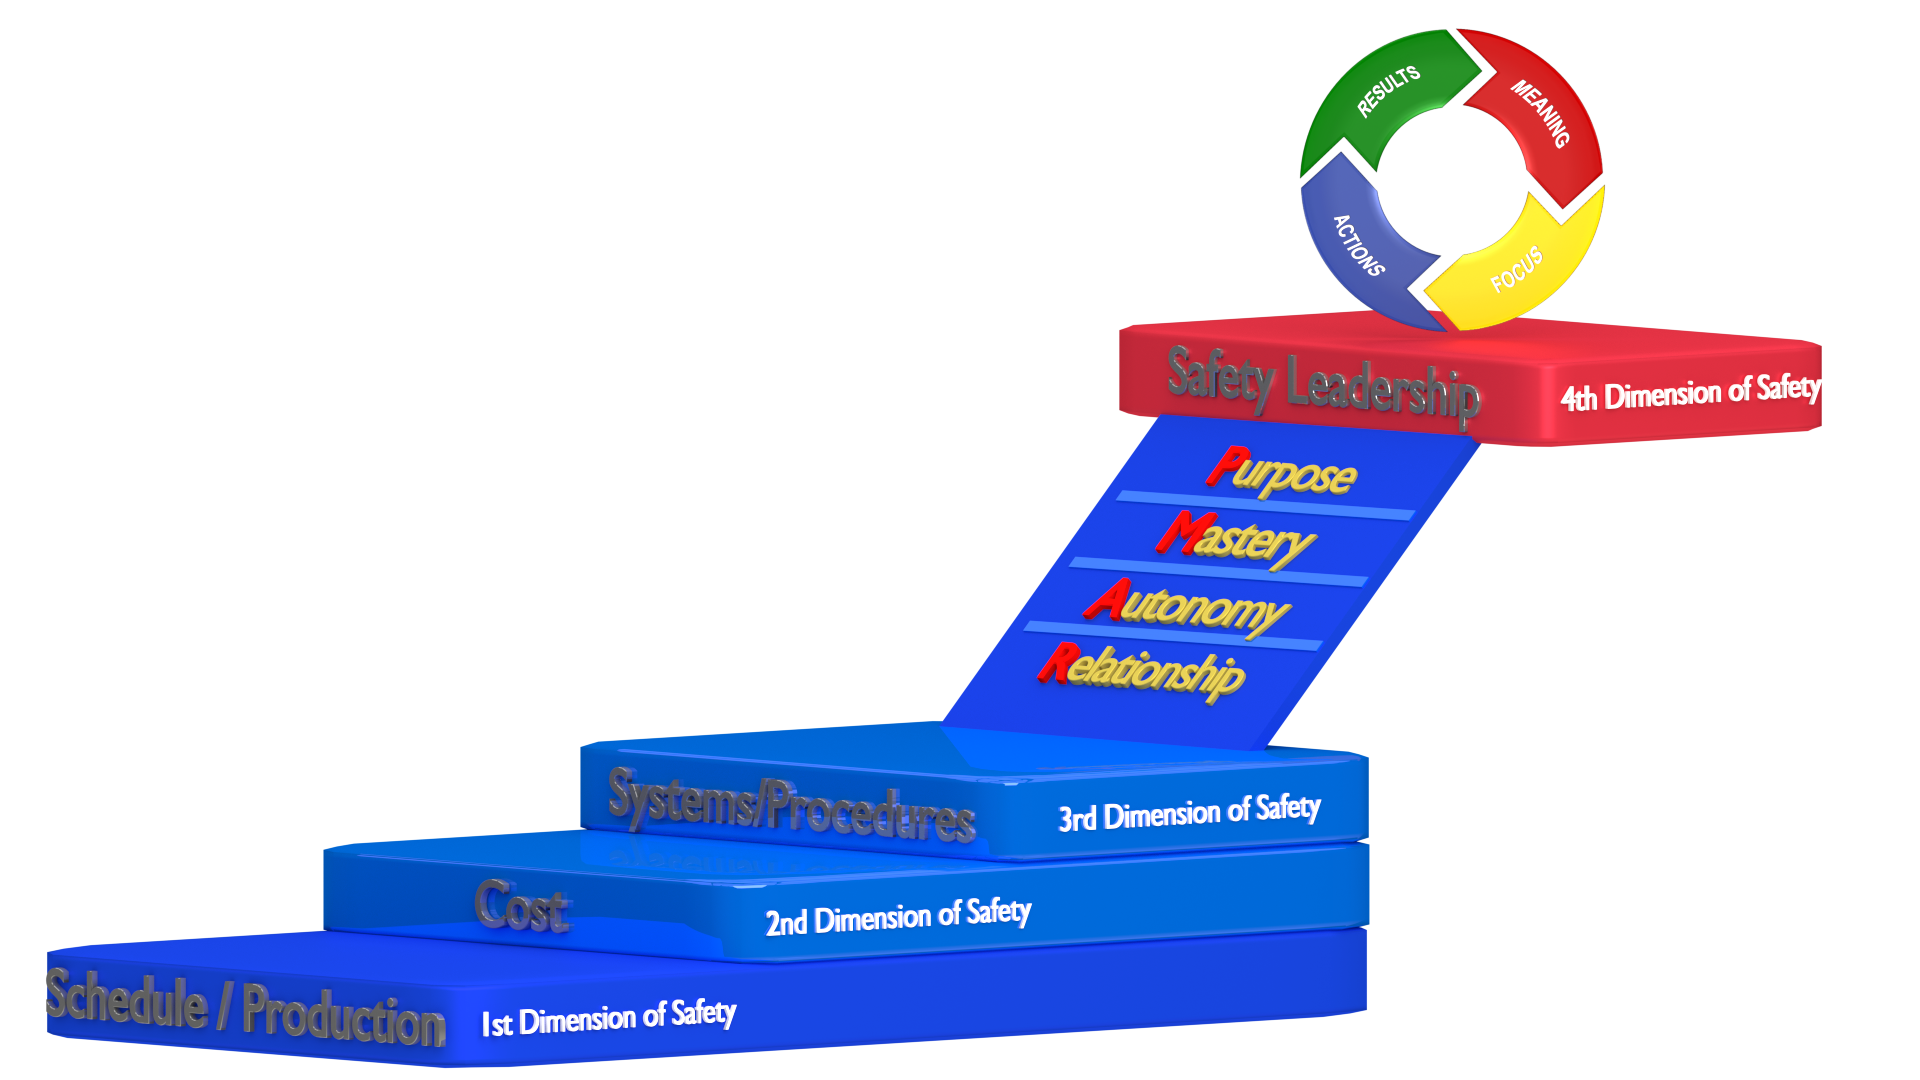 RESULTS
MEANING
ACTIONS
FOCUS
Safety Leadership
4th Dimension of Safety
Purpose
Mastery
Autonomy
Relationship
Systems/Procedures
3rd Dimension of Safety
Cost
2nd Dimension of Safety
Schedule / Production
1st Dimension of Safety